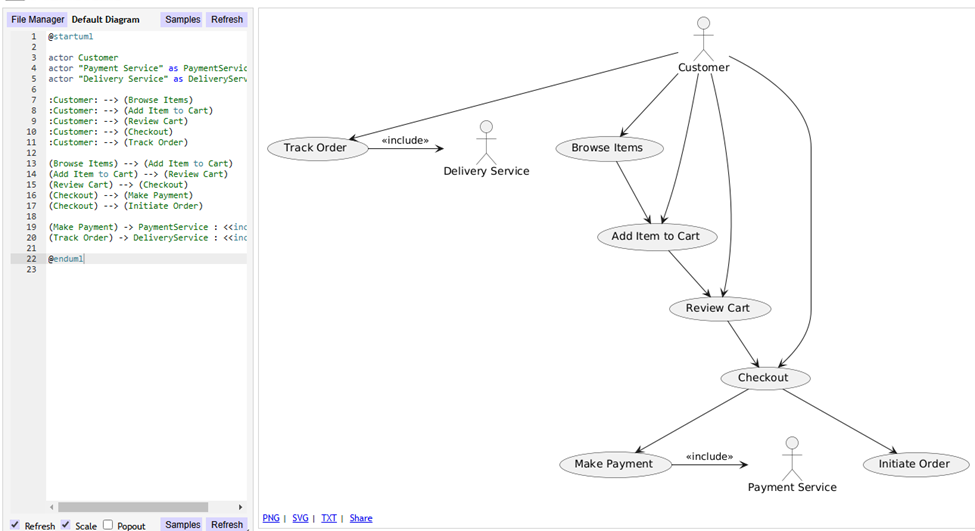 File Manager Default Diagram Samples Refresh
1 @startuml
2
3 actor Customer
4 actor "Payment Service" as PaymentServic
5 actor "Delivery Service" as DeliveryServ
6
7 :Customer: --> (Browse Items)
8 :Customer: --> (Add Item to Cart)
9 :Customer: --> (Review Cart)
10 :Customer: --> (Checkout)
11 :Customer: --> (Track Order)
12
13 (Browse Items) --> (Add Item to Cart)
14 (Add Item to Cart) --> (Review Cart)
15 (Review Cart) --> (Checkout)
16 (Checkout) --> (Make Payment)
17 (Checkout) --> (Initiate Order)
18
19 (Make Payment) -> PaymentService : <<inc
20 (Track Order) -> DeliveryService : <<inc
21
22 @enduml
23
Refresh Scale Popout Samples Refresh
Customer
Track Order
«include»
Delivery Service
Browse Items
Add Item to Cart
Review Cart
Checkout
Make Payment
«include»
Payment Service
Initiate Order
PNG | SVG | TXT | Share